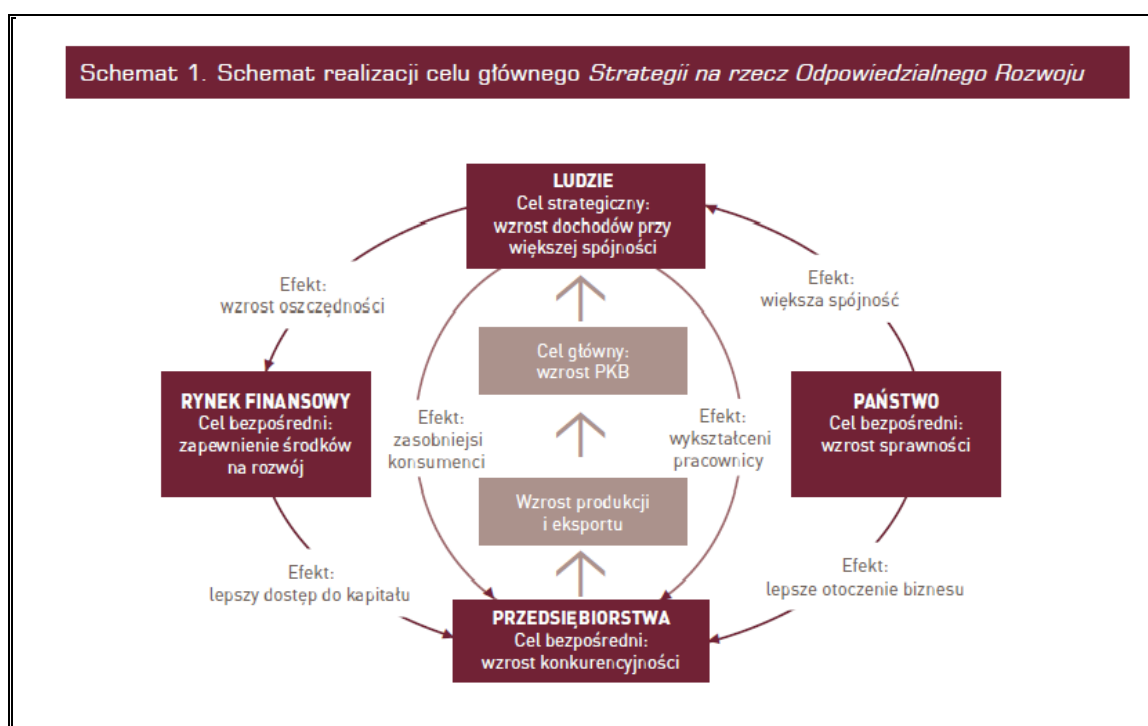 Schemat 1. Schemat realizacji celu głównego Strategii na rzecz Odpowiedzialnego Rozwoju
LUDZIE
Cel strategiczny:
wzrost dochodów przy
większej spójności
Efekt:
wzrost oszczędności
Efekt:
większa spójność
Cel główny:
wzrost PKB
RYNEK FINANSOWY
Cel bezpośredni:
zapewnienie środków
na rozwój
Efekt:
zasobniejsi
konsumenci
Efekt:
wykształceni
pracownicy
PAŃSTWO
Cel bezpośredni:
wzrost sprawności
Wzrost produkcji
i eksportu
Efekt:
lepszy dostęp do kapitału
Efekt:
lepsze otoczenie biznesu
PRZEDSIĘBIORSTWA
Cel bezpośredni:
wzrost konkurencyjności